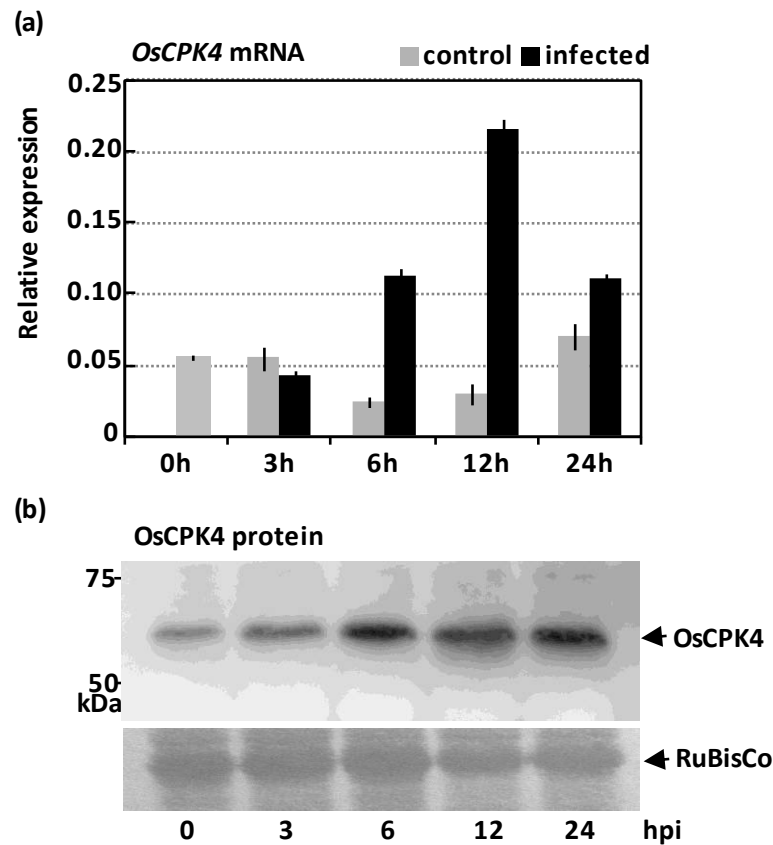 (a)
OsCPK4 mRNA control infected
Relative expression
0.25
0.20
0.15
0.10
0.05
0
0h 3h 6h 12h 24h
(b)
OsCPK4 protein
75
OsCPK4
50
kDa
RuBisCo
0 3 6 12 24 hpi